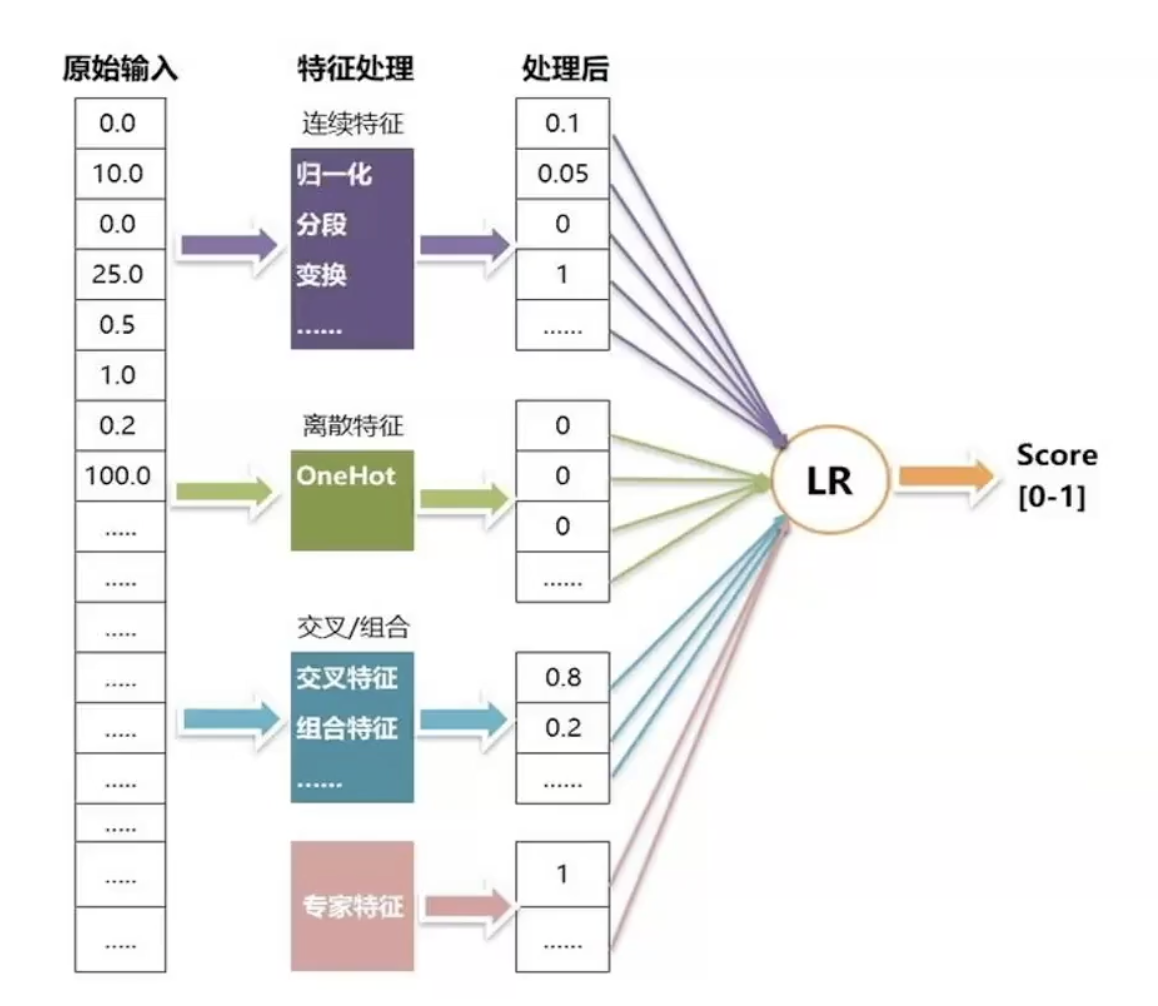 原始输入
0.0
10.0
0.0
25.0
0.5
1.0
0.2
100.0
.....
.....
.....
.....
.....
.....
.....
.....
.....
特征处理
连续特征
归一化
分段
变换
......
离散特征
OneHot
交叉/组合
交叉特征
组合特征
......
专家特征
处理后
0.1
0.05
0
1
......
0
0
0
......
0.8
0.2
......
1
......
LR
Score
[0-1]